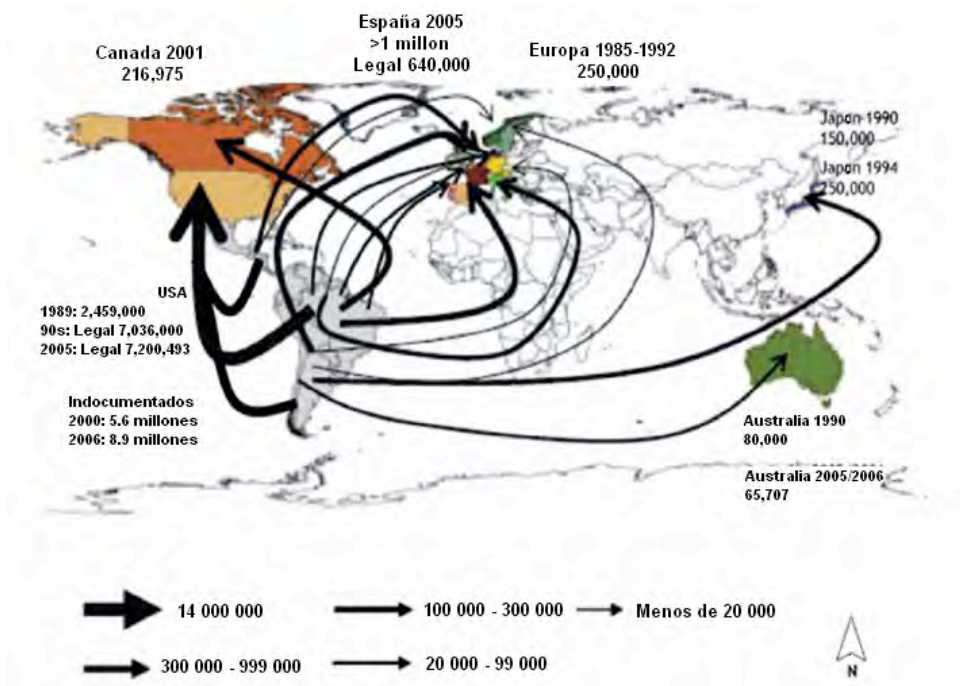 España 2005
>1 millon
Legal 640,000
Canada 2001
216,975
Europa 1985-1992
250,000
Japon 1990
150,000
Japon 1994
250,000
USA
1989: 2,459,000
90s: Legal 7,036,000
2005: Legal 7,200,493
Indocumentados
2000: 5.6 millones
2006: 8.9 millones
Australia 1990
80,000
Australia 2005/2006
65,707
14 000 000
100 000 - 300 000
Menos de 20 000
300 000 - 999 000
20 000 - 99 000
N